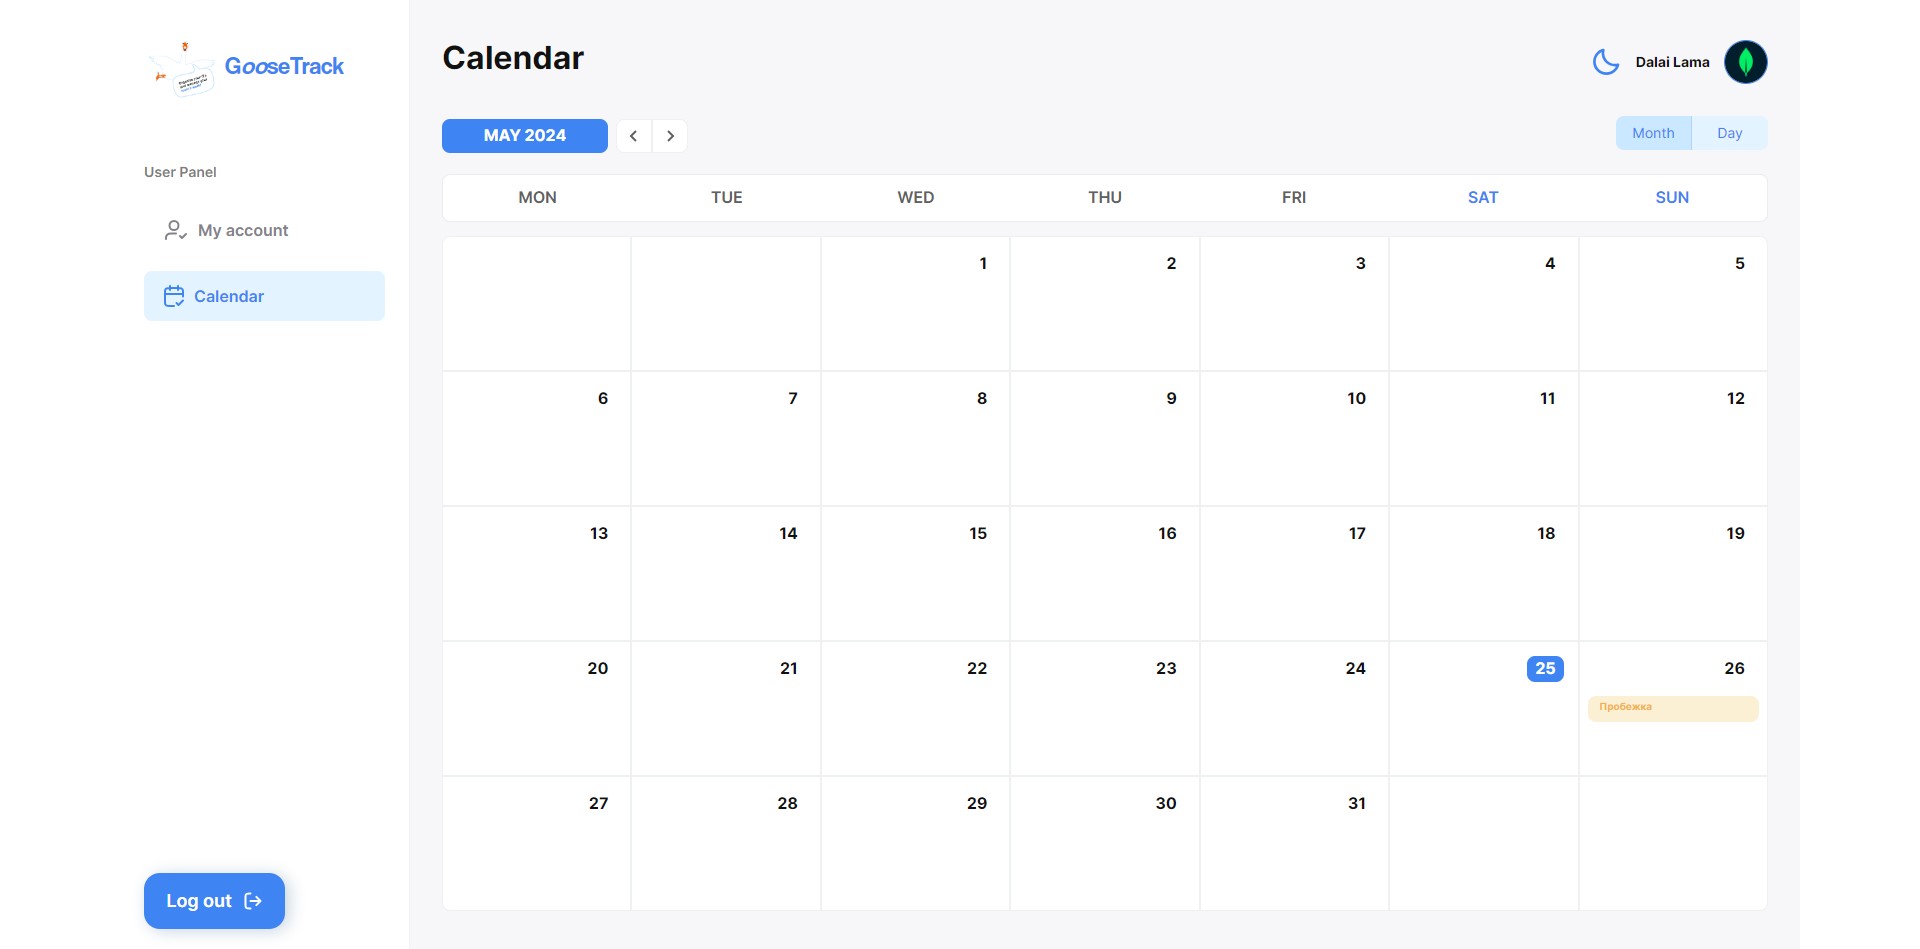 GooseTrack
Calendar
Dalai Lama
MAY 2024
Month Day
User Panel
My account
Calendar
MON TUE WED THU FRI SAT SUN
1 2 3 4 5
6 7 8 9 10 11 12
13 14 15 16 17 18 19
20 21 22 23 24 25 26
Пробежка
27 28 29 30 31
Log out